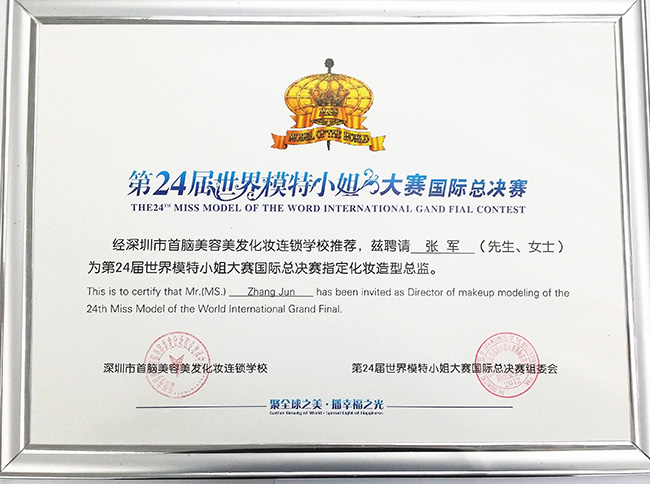 MODEL OF THE WORLD
第24届世界模特小姐大赛国际总决赛
THE24TH MISS MODEL OF THE WORD INTERNATIONAL GAND FIAL CONTEST
经深圳市首脑美容美发化妆连锁学校推荐，兹聘请 张 军 （先生、女士）
为第24届世界模特小姐大赛国际总决赛指定化妆造型总监。
This is to certify that Mr.(MS.) Zhang Jun has been invited as Director of makeup modeling of the
24th Miss Model of the World International Grand Final.
深圳市首脑美容美发化妆连锁学校
第24届世界模特小姐大赛国际总决赛组委会
2012
聚全球之美·播幸福之光
Gather Beauty of World · Spread Light of Happiness